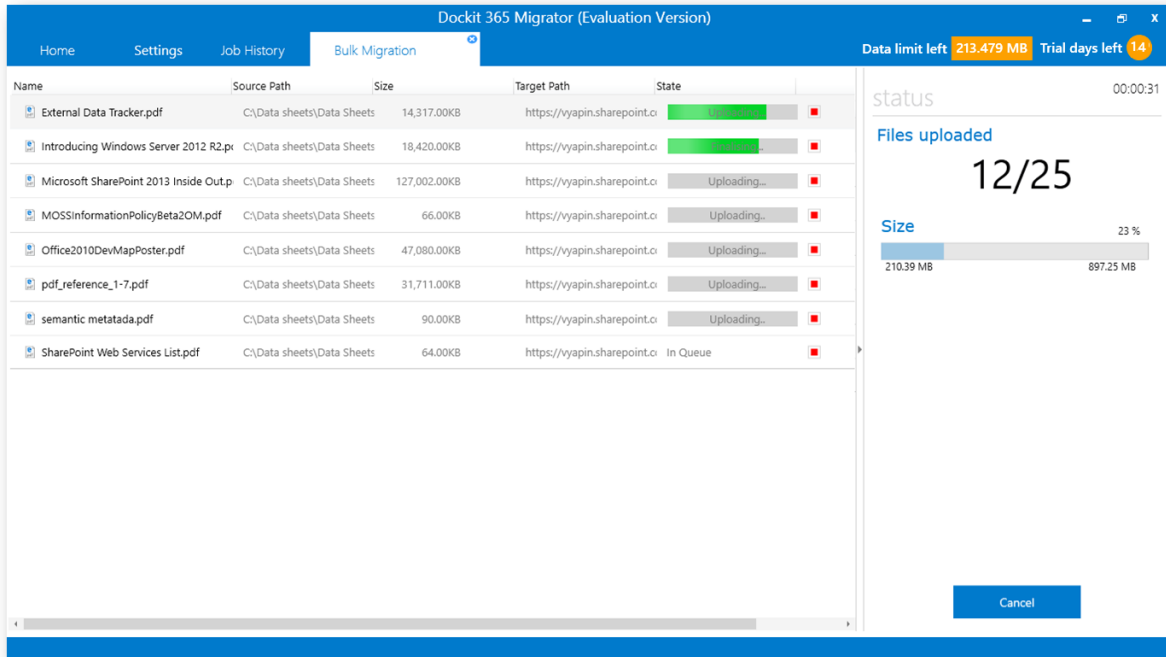 Dockit 365 Migrator (Evaluation Version)
Home Settings Job History Bulk Migration Data limit left 213.479 MB Trial days left 14
Name Source Path Size Target Path State
External Data Tracker.pdf C:\Data sheets\Data Sheets 14,317.00KB https://vyapin.sharepoint.c
Introducing Windows Server 2012 R2.p C:\Data sheets\Data Sheets 18,420.00KB https://vyapin.sharepoint.c
Microsoft SharePoint 2013 Inside Out.p C:\Data sheets\Data Sheets 127,002.00KB https://vyapin.sharepoint.c Uploading...
MOSSInformationPolicyBeta2OM.pdf C:\Data sheets\Data Sheets 66.00KB https://vyapin.sharepoint.c Uploading..
Office2010DevMapPoster.pdf C:\Data sheets\Data Sheets 47,080.00KB https://vyapin.sharepoint.c Uploading...
pdf_reference_1-7.pdf C:\Data sheets\Data Sheets 31,711.00KB https://vyapin.sharepoint.c Uploading...
semantic metatada.pdf C:\Data sheets\Data Sheets 90.00KB https://vyapin.sharepoint.c Uploading..
SharePoint Web Services List.pdf C:\Data sheets\Data Sheets 64.00KB https://vyapin.sharepoint.c In Queue
00:00:31
status
Files uploaded
12/25
Size 23 %
210.39 MB 897.25 MB
Cancel